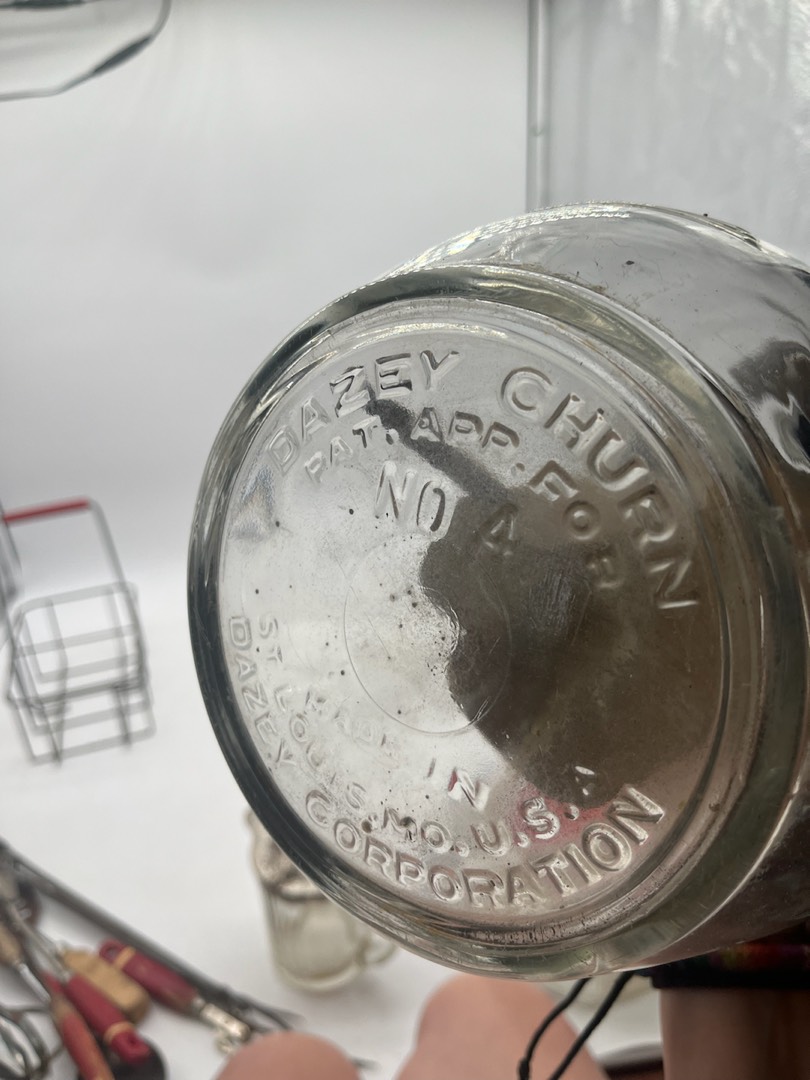 DAZEY CHURN
PAT. APP. FOR
NO 4
MADE IN
ST LOUIS. MO. U.S.A
DAZEY CORPORATION